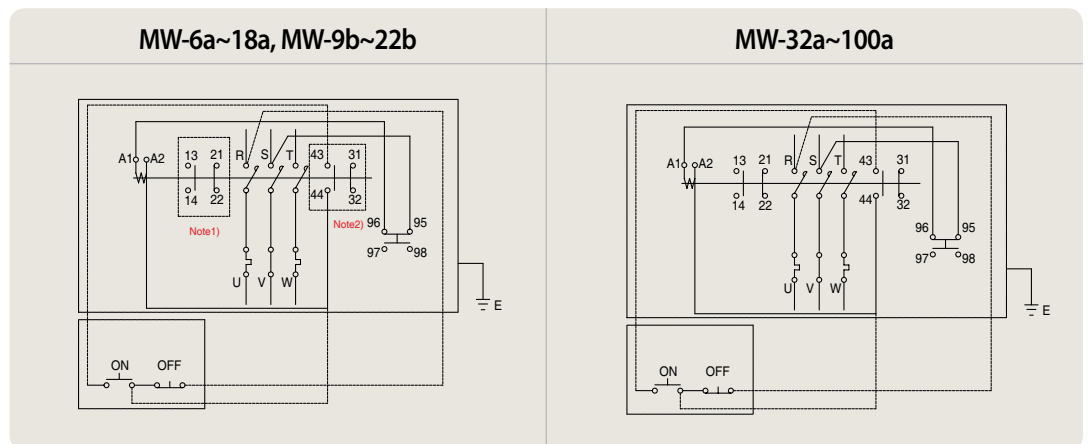 MW-6a~18a, MW-9b~22b
A1 A2 13 21 R S T 43 31
14 22 44 32
Note1) Note2)
96 95
97 98
U V W
E
ON OFF
MW-32a~100a
A1 A2 13 21 R S T 43 31
14 22 44 32
96 95
97 98
U V W
E
ON OFF